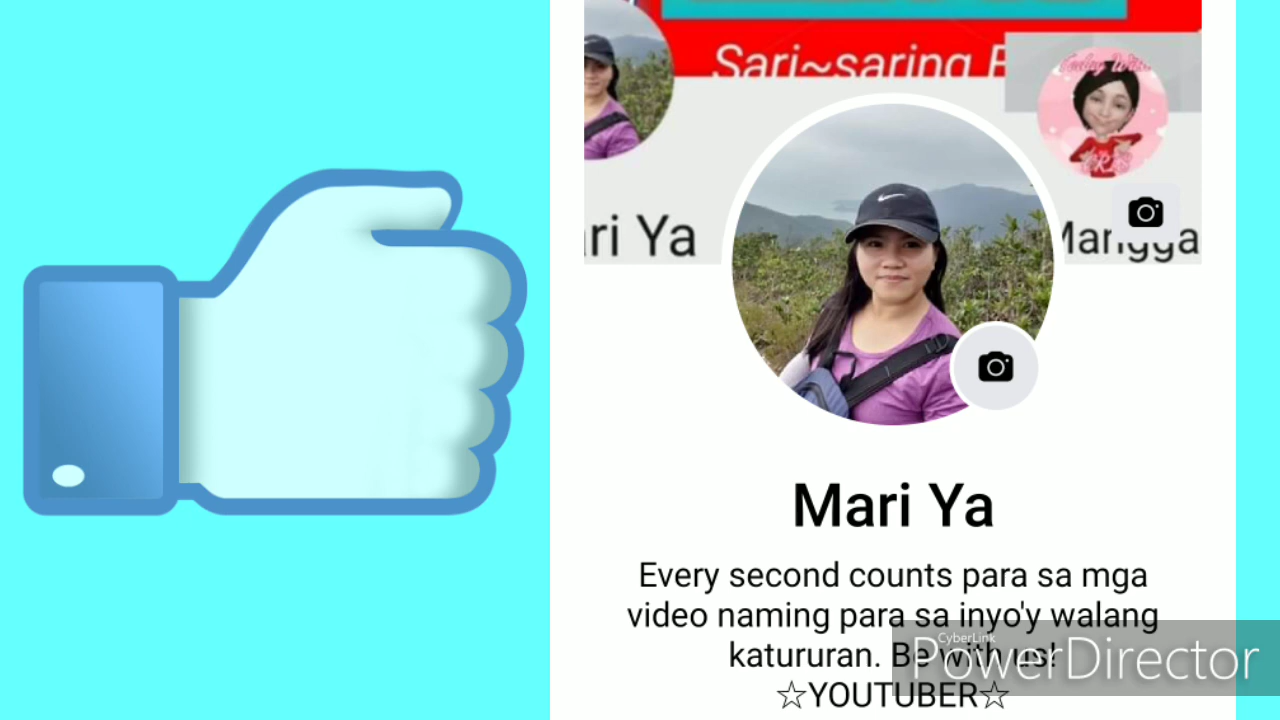 Sari~saring
ri Ya
Mangga
Mari Ya
Every second counts para sa mga
video naming para sa inyo'y walang
katururan. Be with us!
☆YOUTUBER☆
CyberLink
PowerDirector